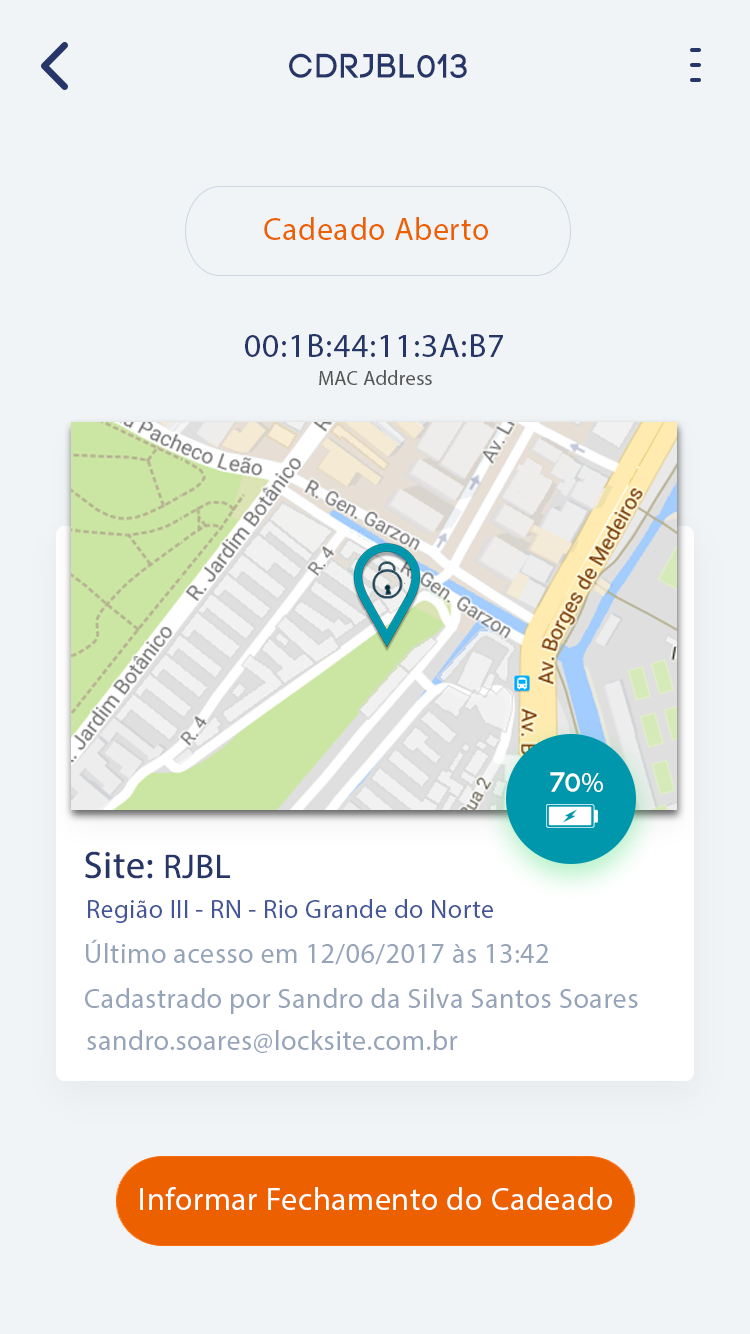 CDRJBL013
Cadeado Aberto
00:1B:44:11:3A:B7
MAC Address
Pacheco Leão
R. Jardim Botânico
R. Gen. Garzon
Av.
R. 4
R. Gen. Garzon
Av. Borges de Medeiros
Jardim Botânico
R. 4
Av. B
Rua 2
70%
Site: RJBL
Região III - RN - Rio Grande do Norte
Último acesso em 12/06/2017 às 13:42
Cadastrado por Sandro da Silva Santos Soares
sandro.soares@locksite.com.br
Informar Fechamento do Cadeado